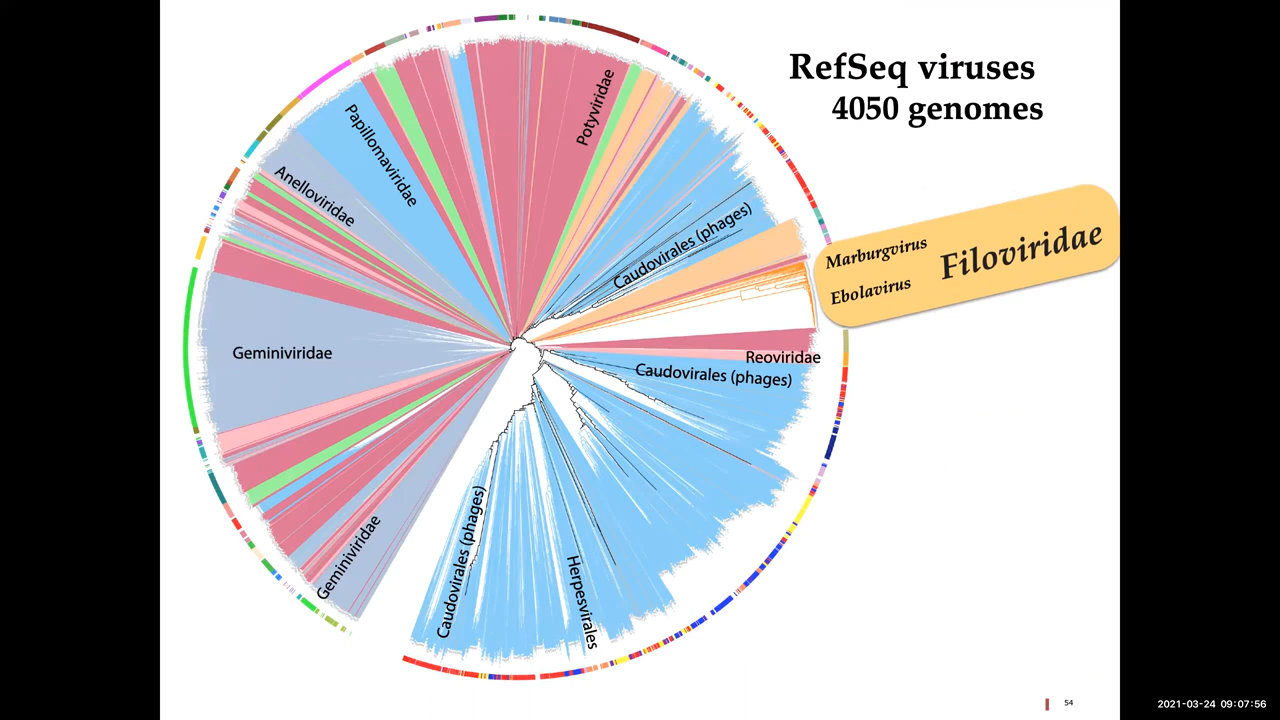 RefSeq viruses
4050 genomes
Potyviridae
Papillomaviridae
Anelloviridae
Caudovirales (phages)
Marburgvirus
Ebolavirus
Filoviridae
Geminiviridae
Reoviridae
Caudovirales (phages)
Geminiviridae
Caudovirales (phages)
Herpesvirales
54
2021-03-24 09:07:56